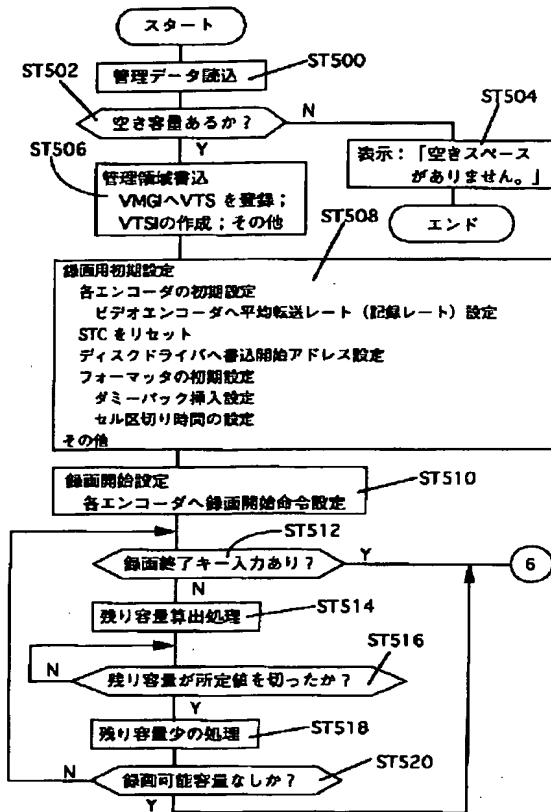 スタート
ST500
管理データ読込
ST502
空き容量あるか?
N
Y
ST504
表示:「空きスペース
がありません。」
エンド
ST506
管理領域書込
VMGIへVTSを登録;
VTSIの作成;その他
ST508
録画用初期設定
各エンコーダの初期設定
ビデオエンコーダへ平均転送レート(記録レート)設定
STCをリセット
ディスクドライバへ書込開始アドレス設定
フォーマッタの初期設定
ダミーパック挿入設定
セル区切り時間の設定
その他
ST510
録画開始設定
各エンコーダへ録画開始命令設定
ST512
録画終了キー入力あり?
Y
6
N
ST514
残り容量算出処理
ST516
残り容量が所定値を切ったか?
N
Y
ST518
残り容量少の処理
ST520
録画可能容量なしか?
N
Y